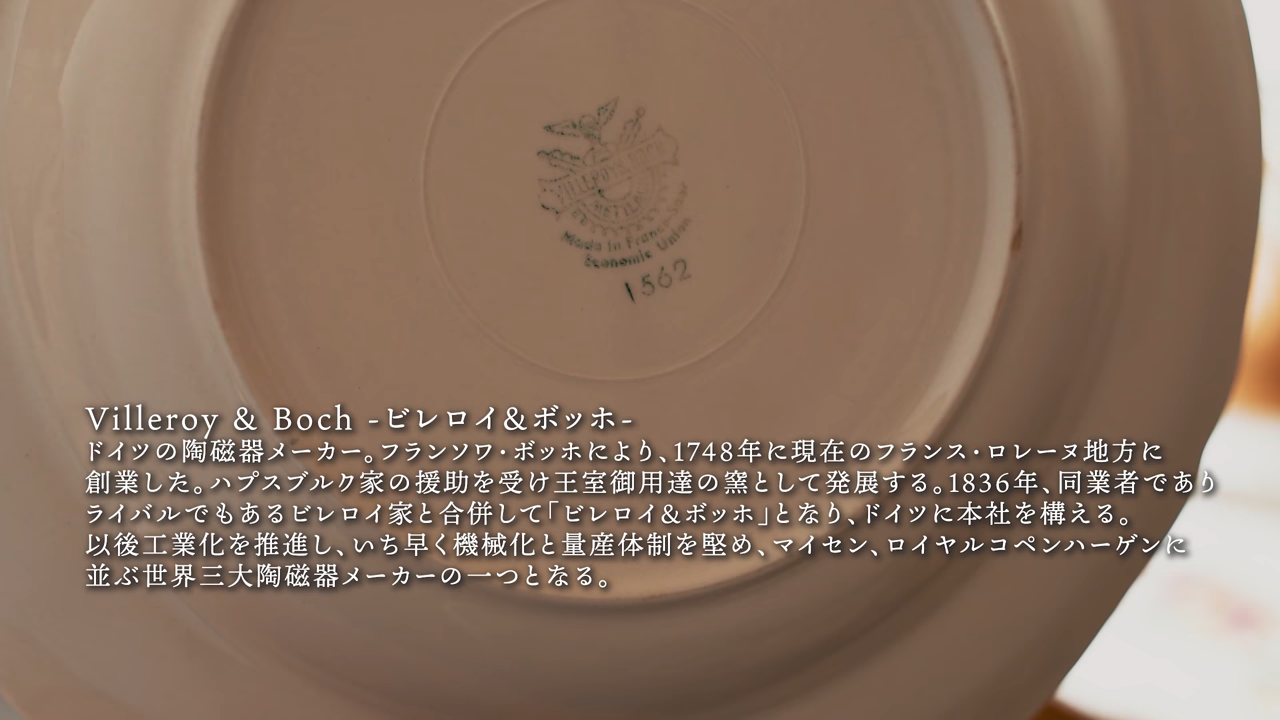 VILLEROY & BOCH
METTLACH
Made in France
Economic Union
1562
Villeroy & Boch -ビレロイ&ボッホ-
ドイツの陶磁器メーカー。フランソワ・ボッホにより、1748年に現在のフランス・ロレーヌ地方に
創業した。ハプスブルク家の援助を受け王室御用達の窯として発展する。1836年、同業者であり
ライバルでもあるビレロイ家と合併して「ビレロイ&ボッホ」となり、ドイツに本社を構える。
以後工業化を推進し、いち早く機械化と量産体制を堅め、マイセン、ロイヤルコペンハーゲンに
並ぶ世界三大陶磁器メーカーの一つとなる。